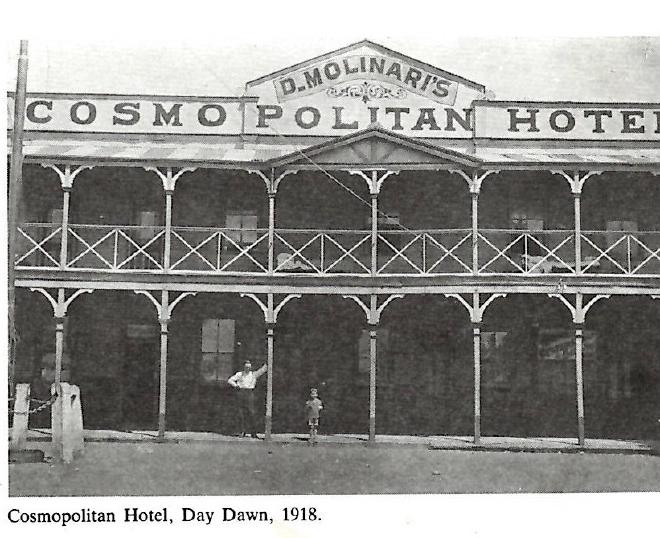 D. MOLINARI'S
COSMOPOLITAN HOTEL
Cosmopolitan Hotel, Day Dawn, 1918.